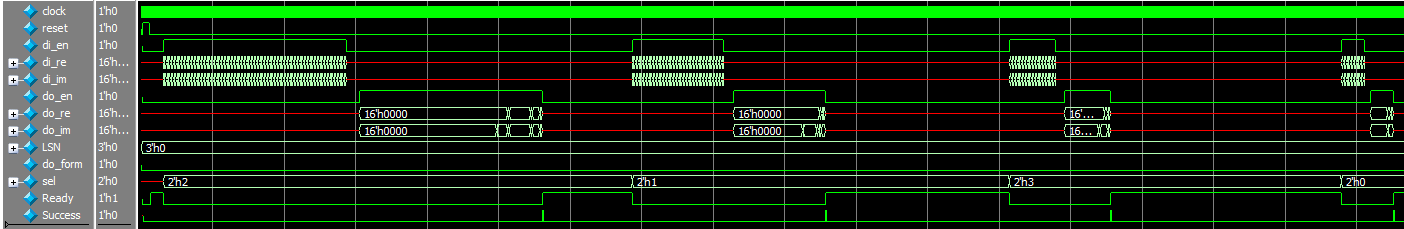 clock 1'h0
reset 1'h0
di_en 1'h0
di_re 16'h...
di_im 16'h...
do_en 1'h0
do_re 16'h... 16'h0000 16'h0000 16'...
do_im 16'h... 16'h0000 16'h0000 16...
LSN 3'h0 3'h0
do_form 1'h0
sel 2'h0 2'h2 2'h1 2'h3 2'h0
Ready 1'h1
Success 1'h0